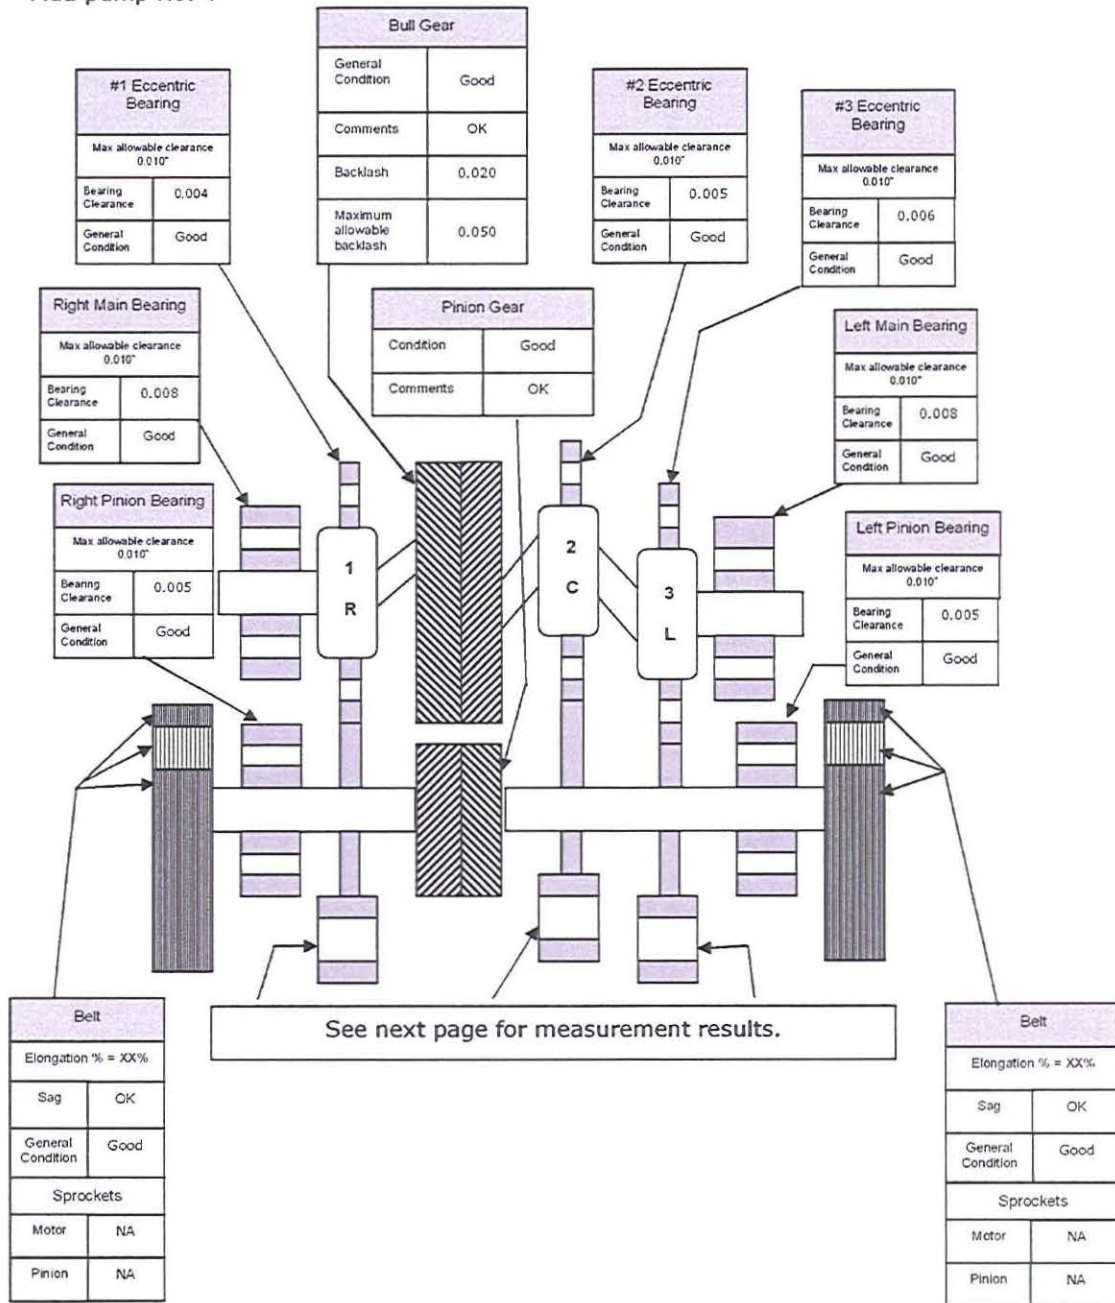 Bull Gear
General Condition Good
Comments OK
Backlash 0.020
Maximum allowable backlash 0.050
#1 Eccentric Bearing
Max allowable clearance 0.010"
Bearing Clearance 0.004
General Condition Good
#2 Eccentric Bearing
Max allowable clearance 0.010"
Bearing Clearance 0.005
General Condition Good
#3 Eccentric Bearing
Max allowable clearance 0.010"
Bearing Clearance 0.006
General Condition Good
Right Main Bearing
Max allowable clearance 0.010"
Bearing Clearance 0.008
General Condition Good
Pinion Gear
Condition Good
Comments OK
Left Main Bearing
Max allowable clearance 0.010"
Bearing Clearance 0.008
General Condition Good
Right Pinion Bearing
Max allowable clearance 0.010"
Bearing Clearance 0.005
General Condition Good
Left Pinion Bearing
Max allowable clearance 0.010"
Bearing Clearance 0.005
General Condition Good
1
R
2
C
3
L
See next page for measurement results.
Belt
Elongation % = XX%
Sag OK
General Condition Good
Sprockets
Motor NA
Pinion NA
Belt
Elongation % = XX%
Sag OK
General Condition Good
Sprockets
Motor NA
Pinion NA